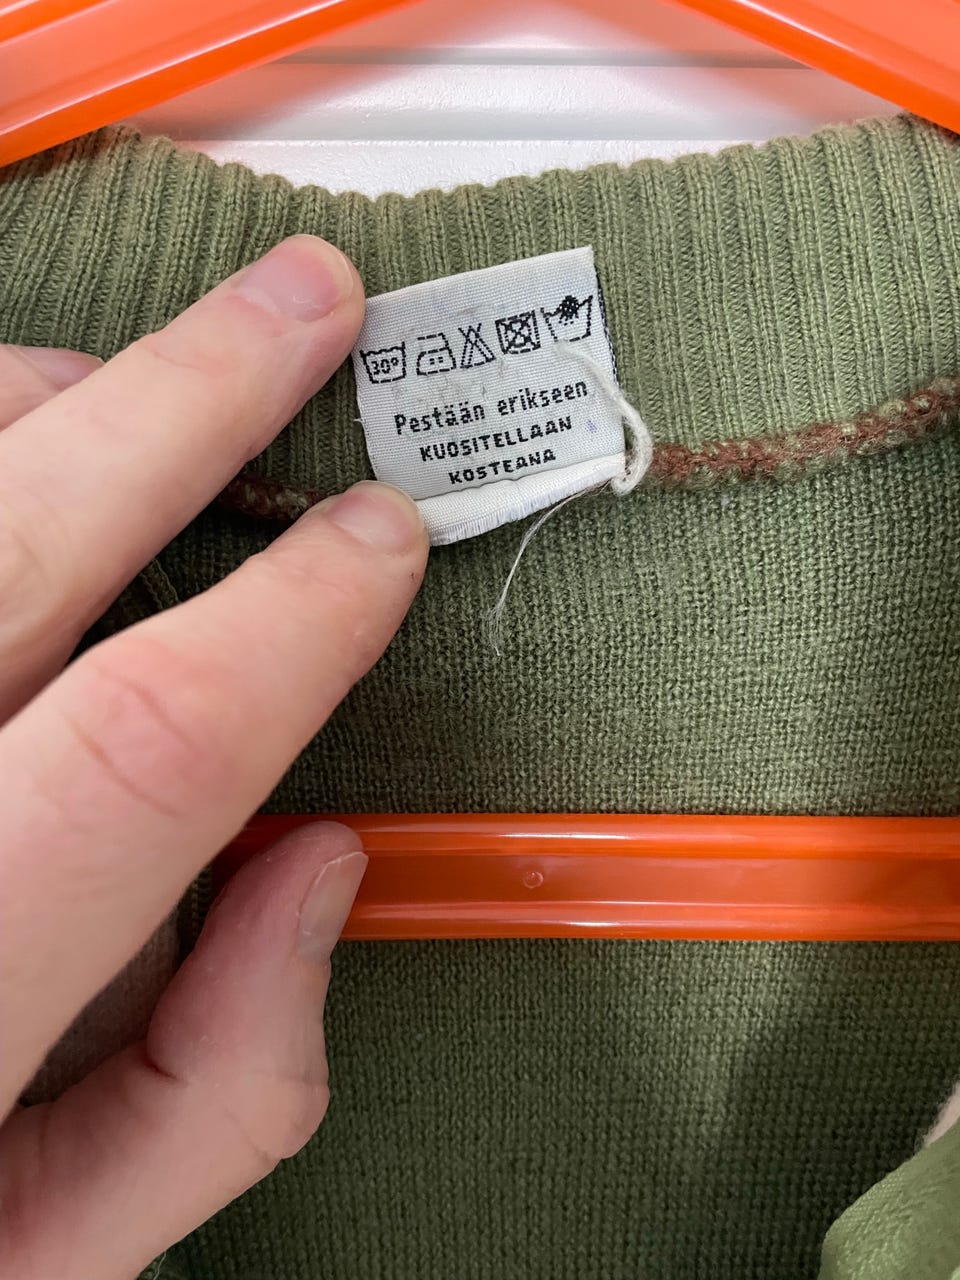 30°
Pestään erikseen
KUOSITELLAAN
KOSTEANA